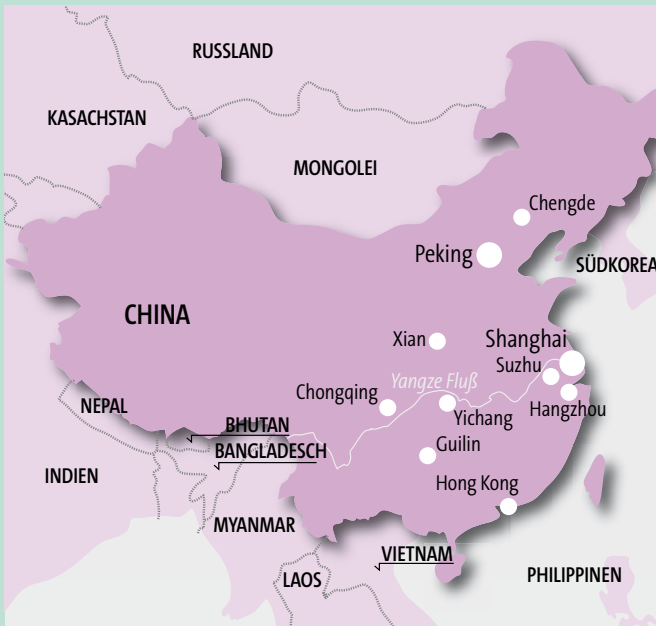 RUSSLAND
KASACHSTAN
MONGOLEI
Chengde
Peking
SÜDKOREA
CHINA
Xian
Shanghai
Suzhu
Yangze Fluß
Chongqing
NEPAL
Yichang
Hangzhou
BHUTAN
Guilin
BANGLADESCH
INDIEN
Hong Kong
MYANMAR
VIETNAM
LAOS
PHILIPPINEN